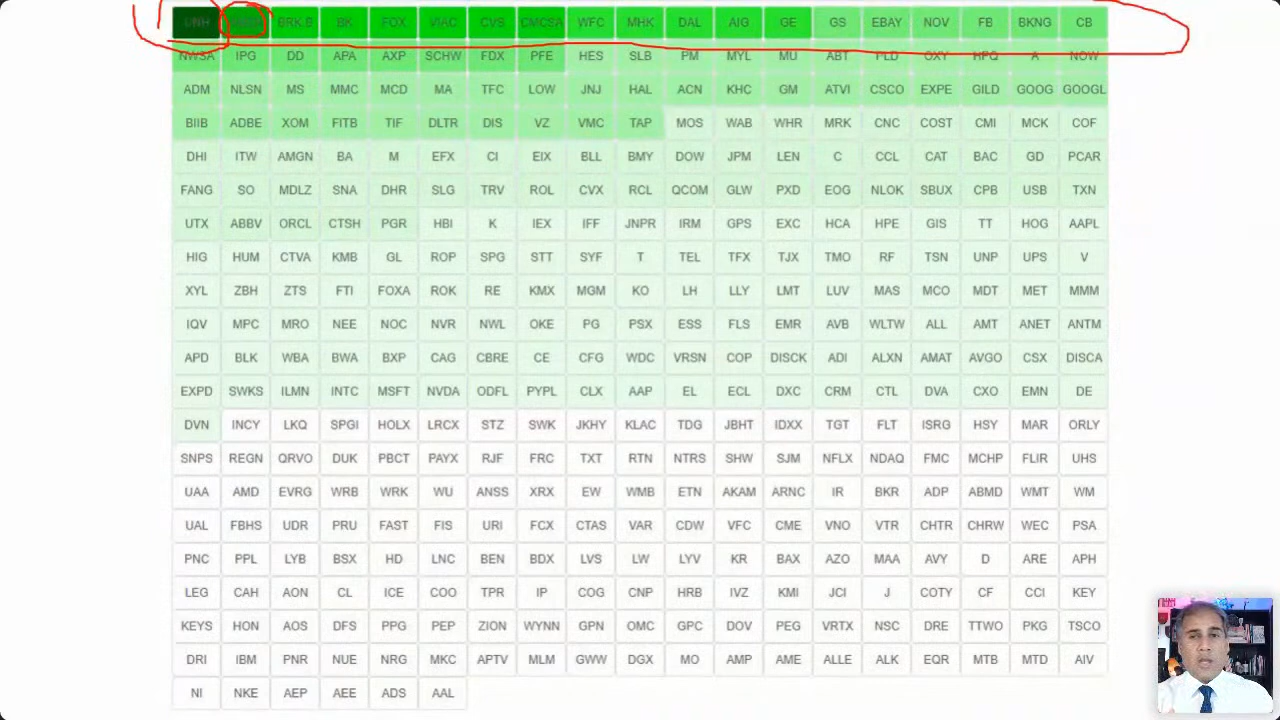 UNH BRK.B BK FOX VIAC CVS CMCSA WFC MHK DAL AIG GE GS EBAY NOV FB BKNG CB
NWSA IPG DD APA AXP SCHW FDX PFE HES SLB PM MYL MU ABT FLD OXY HPQ A NOW
ADM NLSN MS MMC MCD MA TFC LOW JNJ HAL ACN KHC GM ATVI CSCO EXPE GILD GOOG GOOGL
BIIB ADBE XOM FITB TIF DLTR DIS VZ VMC TAP MOS WAB WHR MRK CNC COST CMI MCK COF
DHI ITW AMGN BA M EFX CI EIX BLL BMY DOW JPM LEN C CCL CAT BAC GD PCAR
FANG SO MDLZ SNA DHR SLG TRV ROL CVX RCL QCOM GLW PXD EOG NLOK SBUX CPB USB TXN
UTX ABBV ORCL CTSH PGR HBI K IEX IFF JNPR IRM GPS EXC HCA HPE GIS TT HOG AAPL
HIG HUM CTVA KMB GL ROP SPG STT SYF T TEL TFX TJX TMO RF TSN UNP UPS V
XYL ZBH ZTS FTI FOXA ROK RE KMX MGM KO LH LLY LMT LUV MAS MCO MDT MET MMM
IQV MPC MRO NEE NOC NVR NWL OKE PG PSX ESS FLS EMR AVB WLTW ALL AMT ANET ANTM
APD BLK WBA BWA BXP CAG CBRE CE CFG WDC VRSN COP DISCK ADI ALXN AMAT AVGO CSX DISCA
EXPD SWKS ILMN INTC MSFT NVDA ODFL PYPL CLX AAP EL ECL DXC CRM CTL DVA CXO EMN DE
DVN INCY LKQ SPGI HOLX LRCX STZ SWK JKHY KLAC TDG JBHT IDXX TGT FLT ISRG HSY MAR ORLY
SNPS REGN QRVO DUK PBCT PAYX RJF FRC TXT RTN NTRS SHW SJM NFLX NDAQ FMC MCHP FLIR UHS
UAA AMD EVRG WRB WRK WU ANSS XRX EW WMB ETN AKAM ARNC IR BKR ADP ABMD WMT WM
UAL FBHS UDR PRU FAST FIS URI FCX CTAS VAR CDW VFC CME VNO VTR CHTR CHRW WEC PSA
PNC PPL LYB BSX HD LNC BEN BDX LVS LW LYV KR BAX AZO MAA AVY D ARE APH
LEG CAH AON CL ICE COO TPR IP COG CNP HRB IVZ KMI JCI J COTY CF CCI KEY
KEYS HON AOS DFS PPG PEP ZION WYNN GPN OMC GPC DOV PEG VRTX NSC DRE TTWO PKG TSCO
DRI IBM PNR NUE NRG MKC APTV MLM GWW DGX MO AMP AME ALLE ALK EQR MTB MTD AIV
NI NKE AEP AEE ADS AAL